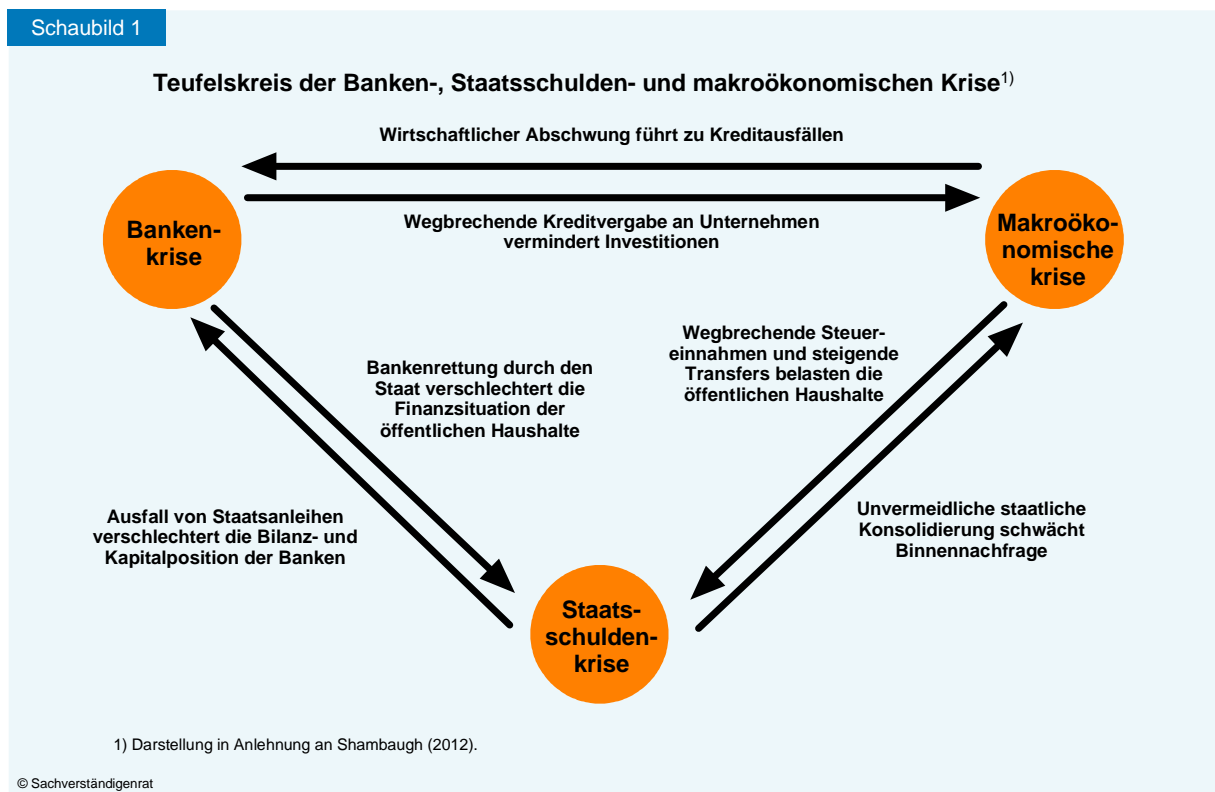 Schaubild 1
Teufelskreis der Banken-, Staatsschulden- und makroökonomischen Krise1)
Wirtschaftlicher Abschwung führt zu Kreditausfällen
Wegbrechende Kreditvergabe an Unternehmen
vermindert Investitionen
Banken-
krise
Makroöko-
nomische
krise
Bankenrettung durch den
Staat verschlechtert die
Finanzsituation der
öffentlichen Haushalte
Wegbrechende Steuer-
einnahmen und steigende
Transfers belasten die
öffentlichen Haushalte
Ausfall von Staatsanleihen
verschlechtert die Bilanz- und
Kapitalposition der Banken
Unvermeidliche staatliche
Konsolidierung schwächt
Binnennachfrage
Staats-
schulden-
krise
1) Darstellung in Anlehnung an Shambaugh (2012).
© Sachverständigenrat